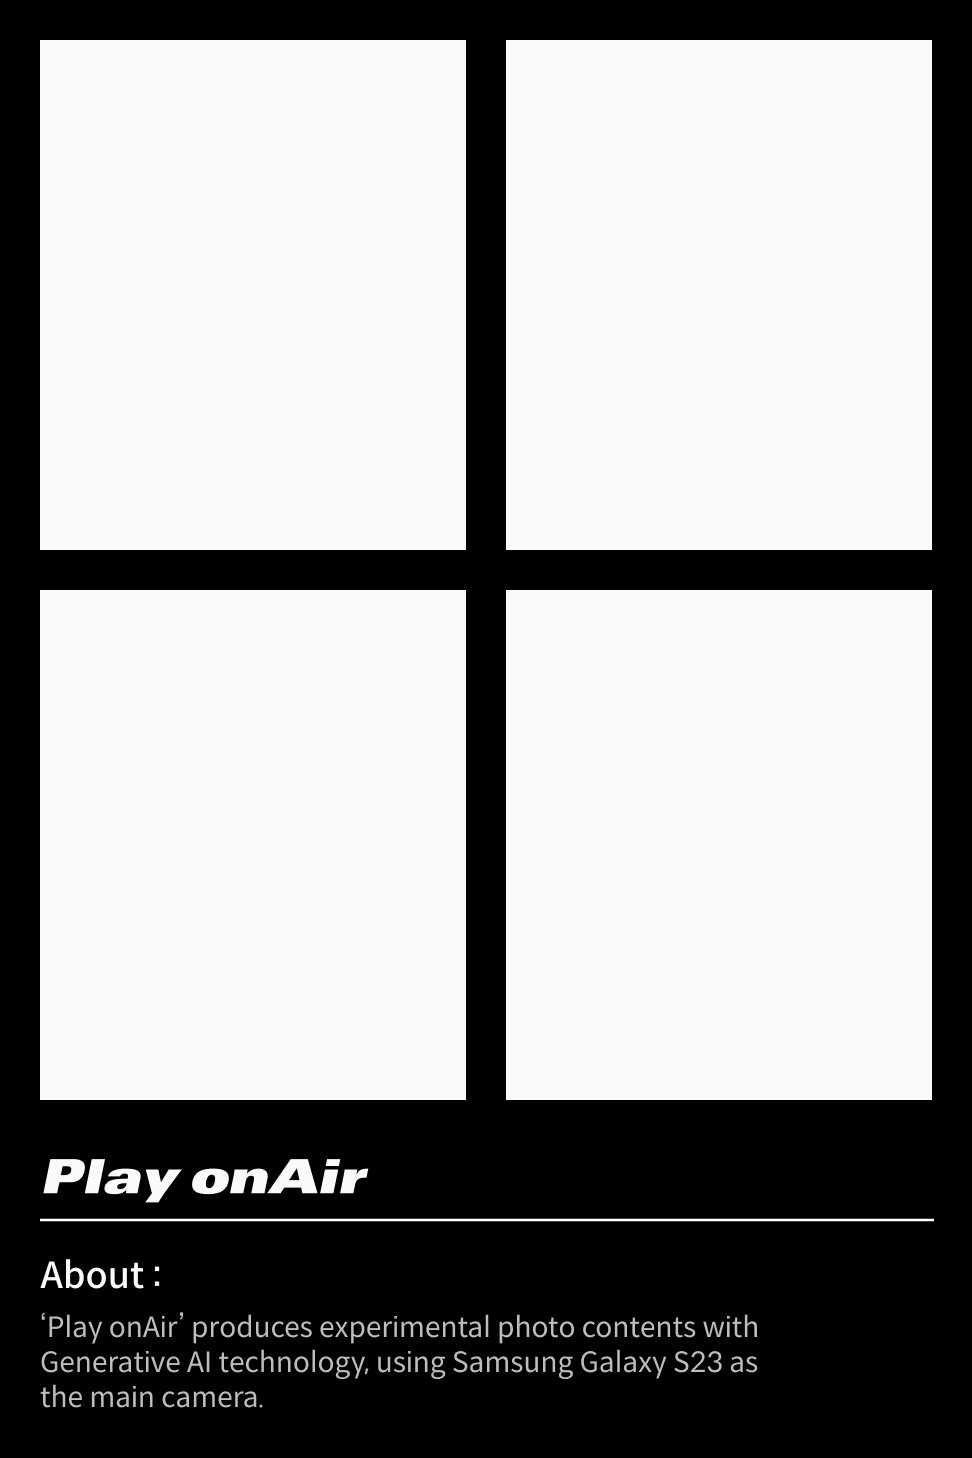 Play onAir
About :
‘Play onAir’ produces experimental photo contents with
Generative AI technology, using Samsung Galaxy S23 as
the main camera.